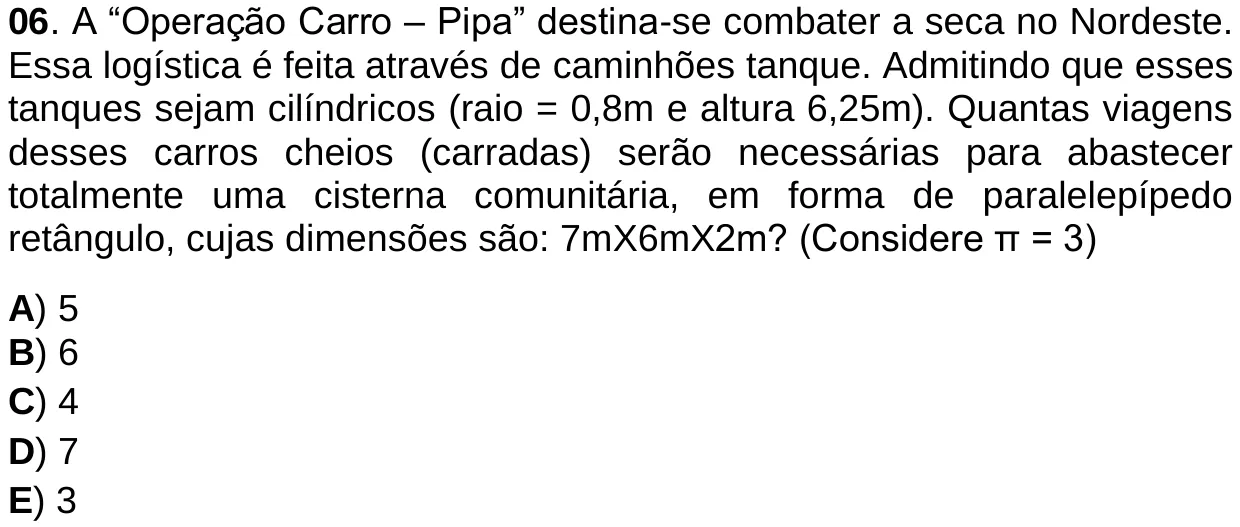 06. A “Operação Carro – Pipa” destina-se combater a seca no Nordeste.
Essa logística é feita através de caminhões tanque. Admitindo que esses
tanques sejam cilíndricos (raio = 0,8m e altura 6,25m). Quantas viagens
desses carros cheios (carradas) serão necessárias para abastecer
totalmente uma cisterna comunitária, em forma de paralelepípedo
retângulo, cujas dimensões são: 7mX6mX2m? (Considere π = 3)
A) 5
B) 6
C) 4
D) 7
E) 3